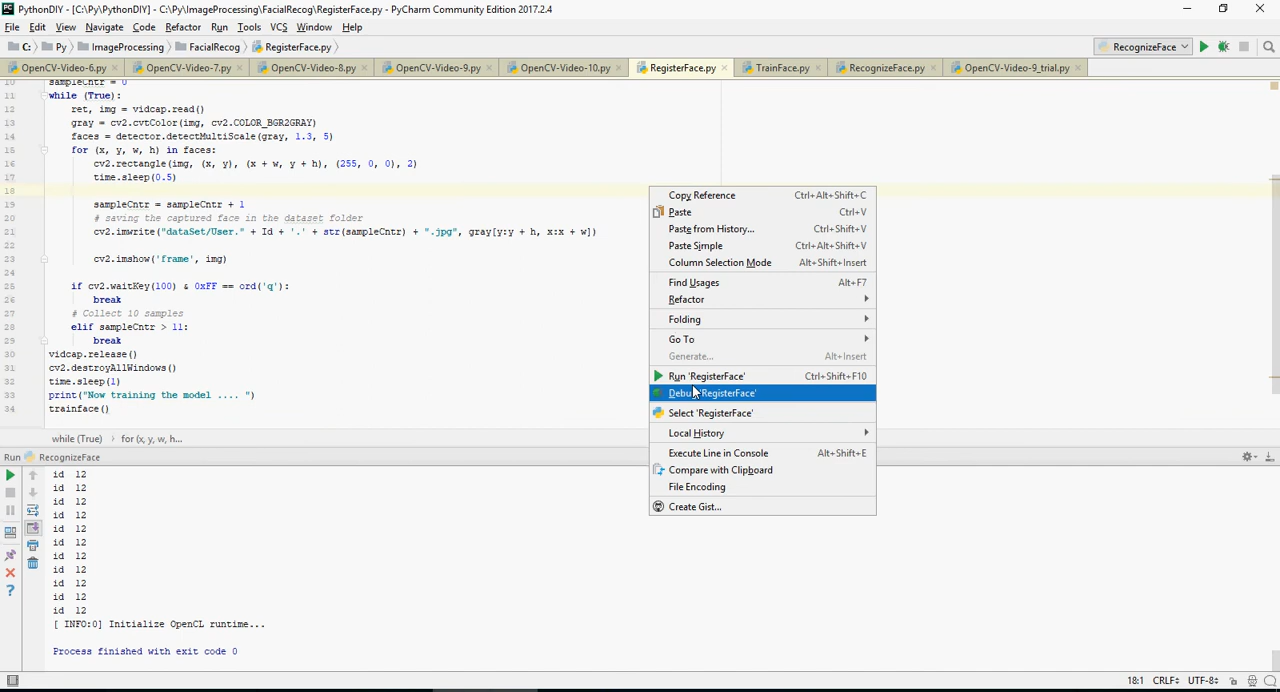 PythonDIY - [C:\Py\PythonDIY] - C:\Py\ImageProcessing\FacialRecog\RegisterFace.py - PyCharm Community Edition 2017.2.4
File Edit View Navigate Code Refactor Run Tools VCS Window Help
C: Py ImageProcessing FacialRecog RegisterFace.py RecognizeFace
OpenCV-Video-6.py OpenCV-Video-7.py OpenCV-Video-8.py OpenCV-Video-9.py OpenCV-Video-10.py RegisterFace.py TrainFace.py RecognizeFace.py OpenCV-Video-9_trial.py
10 sampleCntr = 0
11 while (True):
12 ret, img = vidcap.read()
13 gray = cv2.cvtColor(img, cv2.COLOR_BGR2GRAY)
14 faces = detector.detectMultiScale(gray, 1.3, 5)
15 for (x, y, w, h) in faces:
16 cv2.rectangle(img, (x, y), (x + w, y + h), (255, 0, 0), 2)
17 time.sleep(0.5)
18
19 sampleCntr = sampleCntr + 1
20 # saving the captured face in the dataset folder
21 cv2.imwrite("dataSet/User." + Id + '.' + str(sampleCntr) + ".jpg", gray[y:y + h, x:x + w])
22
23 cv2.imshow('frame', img)
24
25 if cv2.waitKey(100) & 0xFF == ord('q'):
26 break
27 # Collect 10 samples
28 elif sampleCntr > 11:
29 break
30 vidcap.release()
31 cv2.destroyAllWindows()
32 time.sleep(1)
33 print("Now training the model .... ")
34 trainface()
while (True) for (x, y, w, h...
Copy Reference Ctrl+Alt+Shift+C
Paste Ctrl+V
Paste from History... Ctrl+Shift+V
Paste Simple Ctrl+Alt+Shift+V
Column Selection Mode Alt+Shift+Insert
Find Usages Alt+F7
Refactor
Folding
Go To
Generate... Alt+Insert
Run 'RegisterFace' Ctrl+Shift+F10
Debug 'RegisterFace'
Select 'RegisterFace'
Local History
Execute Line in Console Alt+Shift+E
Compare with Clipboard
File Encoding
Create Gist...
Run RecognizeFace
id 12
id 12
id 12
id 12
id 12
id 12
id 12
id 12
id 12
id 12
id 12
[ INFO:0] Initialize OpenCL runtime...
Process finished with exit code 0
18:1 CRLF UTF-8